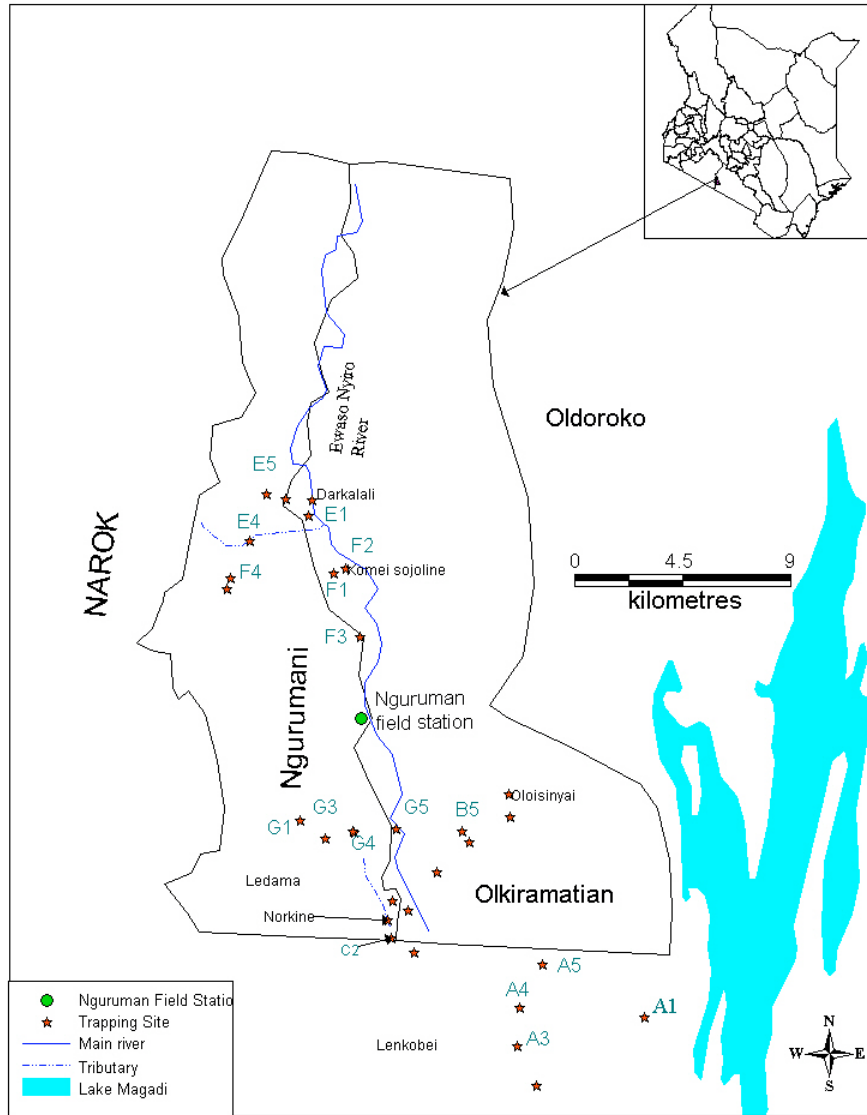 Ewaso Nyiro
River
Oldoroko
E5
Darkalali
E1
E4
F2
NAROK
F4
Komei sojoline
F1
0 4.5 9
kilometres
F3
Ngurumani
Nguruman
field station
Oloisinyai
G3
G5
B5
G1
G4
Ledama
Olkiramatian
Norkine
C2
A5
A4
A1
Lenkobei
A3
Nguruman Field Statio
Trapping Site
Main river
Tributary
Lake Magadi
N
W E
S